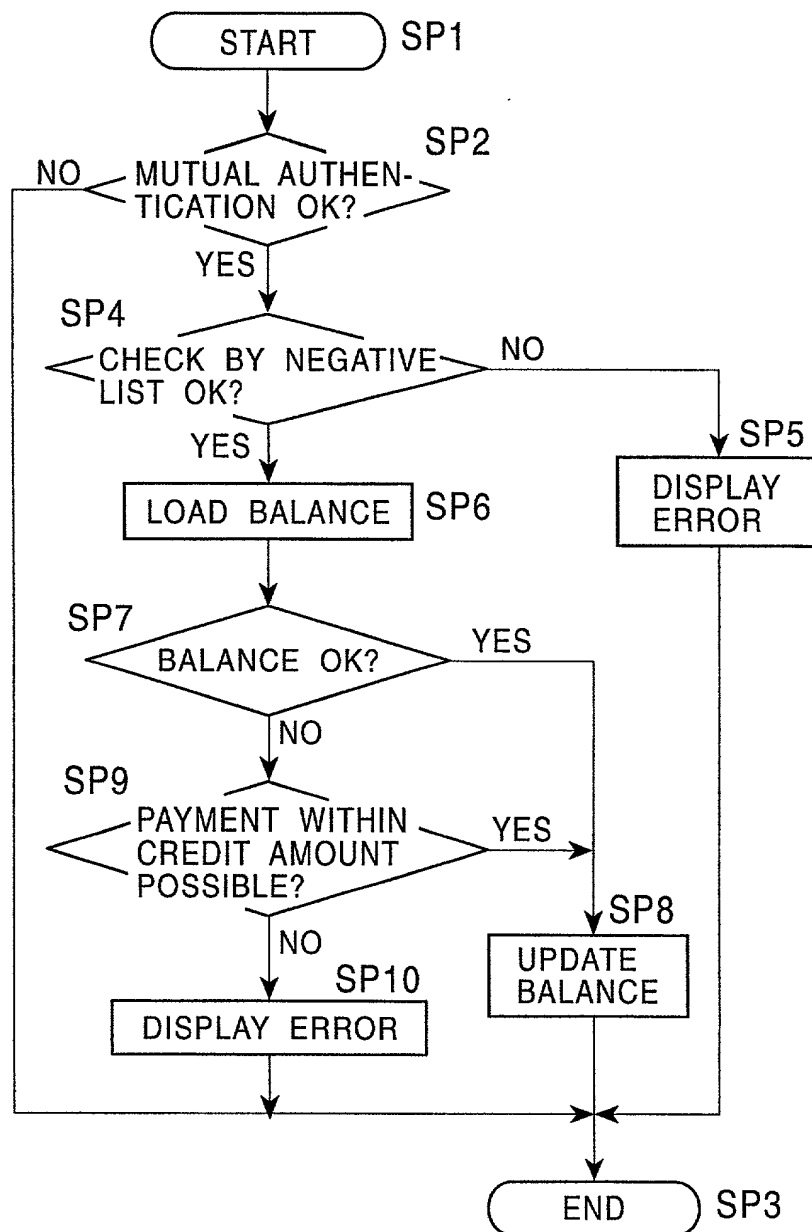 START
SP1
SP2
NO
MUTUAL AUTHEN-
TICATION OK?
YES
SP4
CHECK BY NEGATIVE
LIST OK?
NO
YES
SP5
DISPLAY
ERROR
LOAD BALANCE
SP6
SP7
BALANCE OK?
YES
NO
SP9
PAYMENT WITHIN
CREDIT AMOUNT
POSSIBLE?
YES
NO
SP8
UPDATE
BALANCE
SP10
DISPLAY ERROR
END
SP3